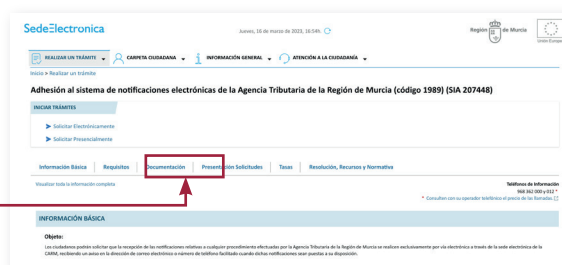 SedeElectronica
Jueves, 16 de marzo de 2023, 16:54h.
Región de Murcia
Unión Europea
REALIZAR UN TRÁMITE
CARPETA CIUDADANA
INFORMACIÓN GENERAL
ATENCIÓN A LA CIUDADANÍA
Inicio > Realizar un trámite
Adhesión al sistema de notificaciones electrónicas de la Agencia Tributaria de la Región de Murcia (código 1989) (SIA 207448)
INICIAR TRÁMITES
Solicitar Electrónicamente
Solicitar Presencialmente
Información Básica | Requisitos | Documentación | Presentación Solicitudes | Tasas | Resolución, Recursos y Normativa
Visualizar toda la información completa
Teléfonos de Información
968 362 000 y 012 *
* Consulten con su operador telefónico el precio de las llamadas.
INFORMACIÓN BÁSICA
Objeto:
Los ciudadanos podrán solicitar que la recepción de las notificaciones relativas a cualquier procedimiento efectuadas por la Agencia Tributaria de la Región de Murcia se realicen exclusivamente por vía electrónica a través de la sede electrónica de la
CARM, recibiendo un aviso en la dirección de correo electrónico o número de teléfono facilitado cuando dichas notificaciones sean puestas a su disposición.